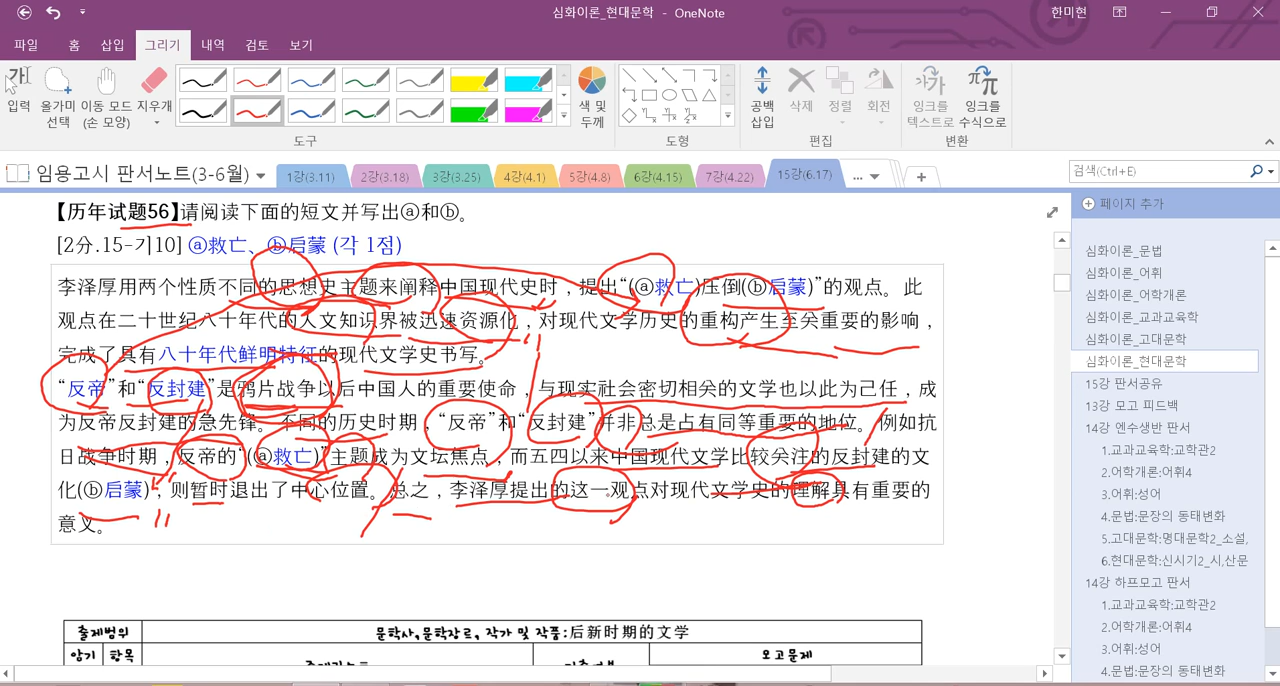 심화이론_현대문학 - OneNote
한미현
파일 홈 삽입 그리기 내역 검토 보기
입력
올가미 선택
이동 모드 (손 모양)
지우개
색 및 두께
공백 삽입
삭제
정렬
회전
잉크를 텍스트로
잉크를 수식으로
도구
도형
편집
변환
임용고시 판서노트(3-6월)
1강(3.11) 2강(3.18) 3강(3.25) 4강(4.1) 5강(4.8) 6강(4.15) 7강(4.22) 15강(6.17) ...
검색(Ctrl+E)
【历年试题56】请阅读下面的短文并写出ⓐ和ⓑ。
[2分.15-기10] ⓐ救亡、ⓑ启蒙 (각 1점)
李泽厚用两个性质不同的思想史主题来阐释中国现代史时，提出“(ⓐ救亡)压倒(ⓑ启蒙)”的观点。此
观点在二十世纪八十年代的人文知识界被迅速资源化，对现代文学历史的重构产生至关重要的影响，
完成了具有八十年代鲜明特征的现代文学史书写。
“反帝”和“反封建”是鸦片战争以后中国人的重要使命，与现实社会密切相关的文学也以此为己任，成
为反帝反封建的急先锋。不同的历史时期，“反帝”和“反封建”并非总是占有同等重要的地位。例如抗
日战争时期，反帝的“(ⓐ救亡)”主题成为文坛焦点，而五四以来中国现代文学比较关注的反封建的文
化(ⓑ启蒙)，则暂时退出了中心位置。总之，李泽厚提出的这一观点对现代文学史的理解具有重要的
意义。
출제범위 문학사,문학장르, 작가 및 작품:后新时期的文学
암기 항목 모고문제
페이지 추가
심화이론_문법
심화이론_어휘
심화이론_어학개론
심화이론_교과교육학
심화이론_고대문학
심화이론_현대문학
15강 판서공유
13강 모고 피드백
14강 엔수생반 판서
1.교과교육학:교학관2
2.어학개론:어휘4
3.어휘:성어
4.문법:문장의 동태변화
5.고대문학:명대문학2_소설,
6.현대문학:신시기2_시,산문
14강 하프모고 판서
1.교과교육학:교학관2
2.어학개론:어휘4
3.어휘:성어
4.문법:문장의 동태변화